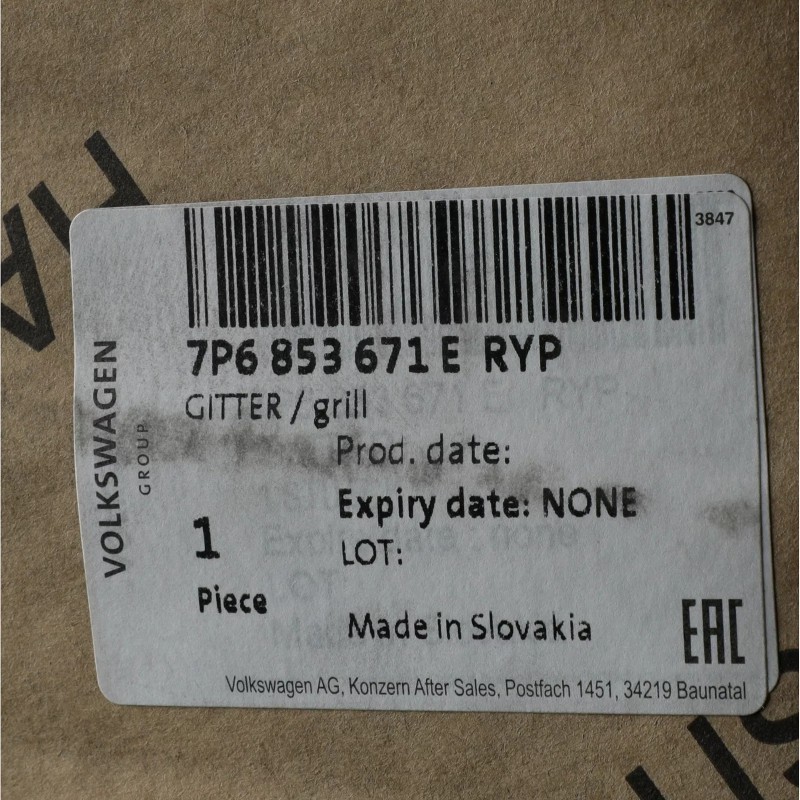 3847
7P6 853 671 E RYP
GITTER / grill
Prod. date:
Expiry date: NONE
LOT:
1
Piece
Made in Slovakia
EAC
Volkswagen AG, Konzern After Sales, Postfach 1451, 34219 Baunatal
VOLKSWAGEN
GROUP